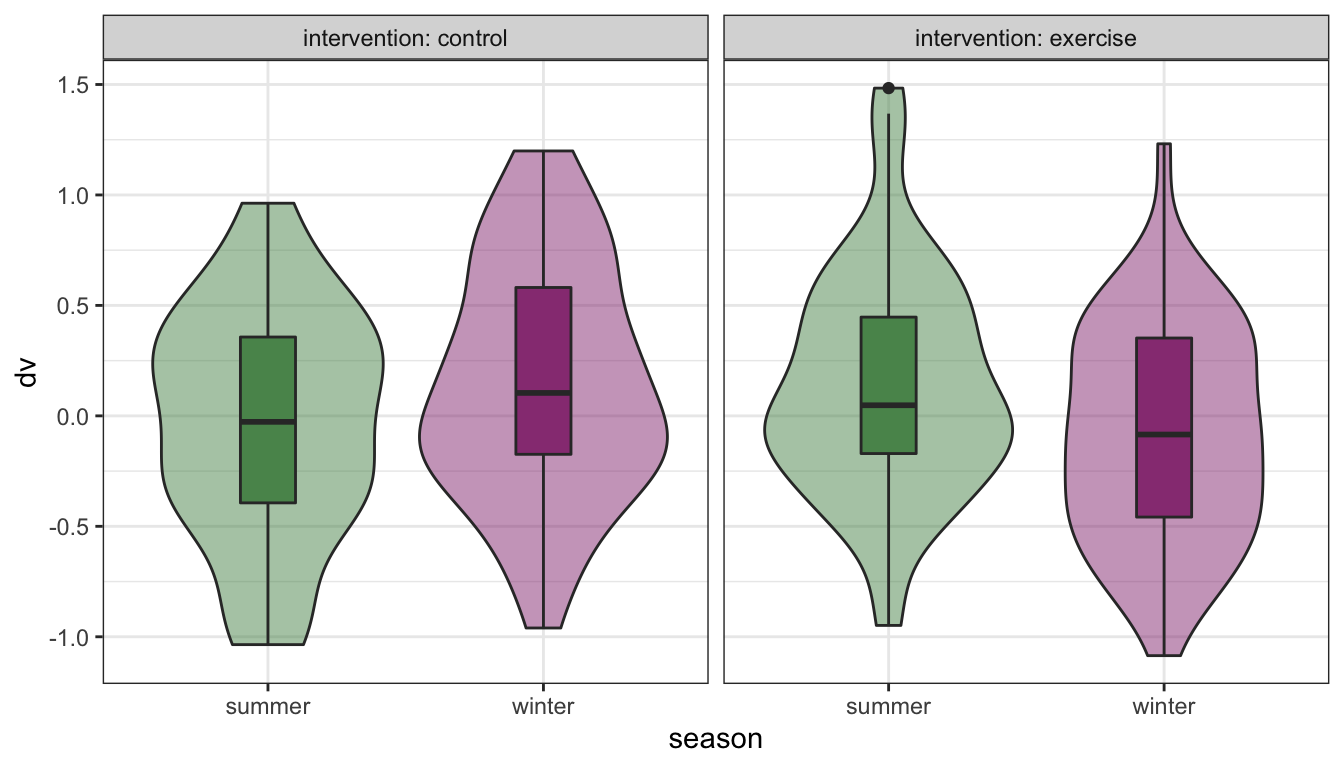 intervention: control
intervention: exercise
1.5
1.0
0.5
0.0
-0.5
-1.0
dv
summer
winter
summer
winter
season